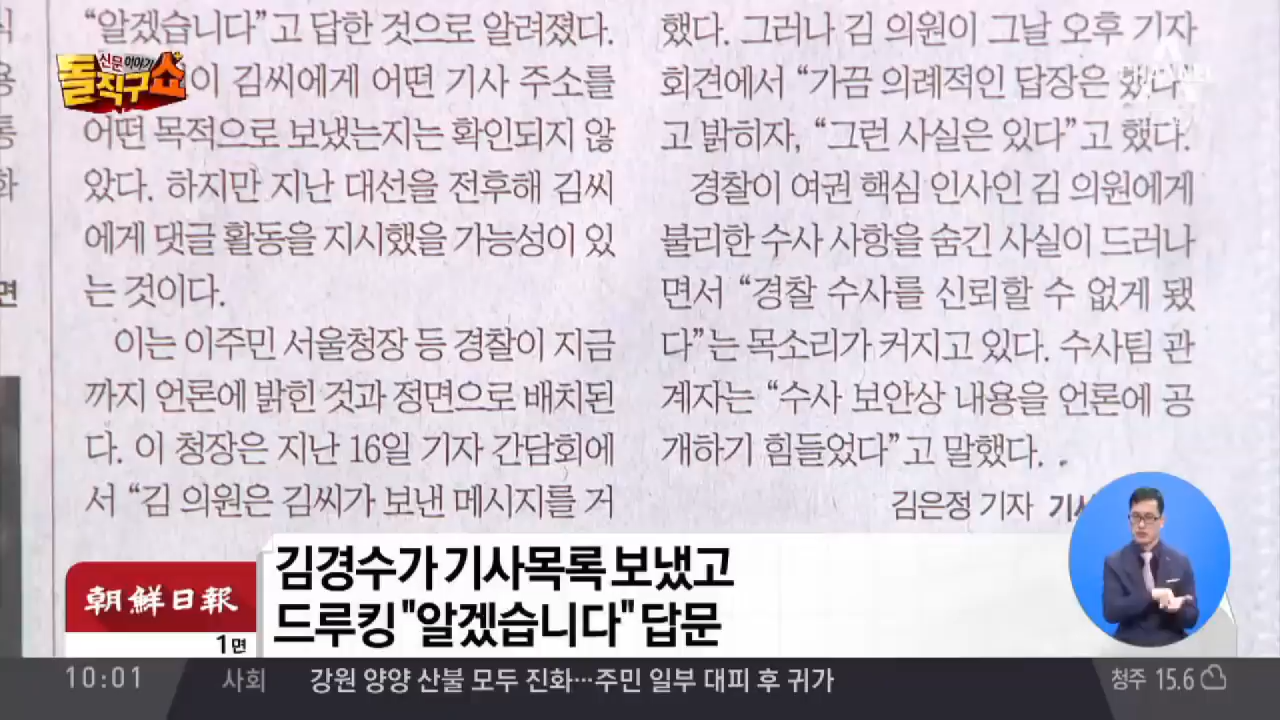 신문이야기
돌직구쇼
“알겠습니다”고 답한 것으로 알려졌다.
이 김씨에게 어떤 기사 주소를
어떤 목적으로 보냈는지는 확인되지 않
았다. 하지만 지난 대선을 전후해 김씨
에게 댓글 활동을 지시했을 가능성이 있
는 것이다.
이는 이주민 서울청장 등 경찰이 지금
까지 언론에 밝힌 것과 정면으로 배치된
다. 이 청장은 지난 16일 기자 간담회에
서 “김 의원은 김씨가 보낸 메시지를 거
했다. 그러나 김 의원이 그날 오후 기자
회견에서 “가끔 의례적인 답장은 했다”
고 밝히자, “그런 사실은 있다”고 했다.
경찰이 여권 핵심 인사인 김 의원에게
불리한 수사 사항을 숨긴 사실이 드러나
면서 “경찰 수사를 신뢰할 수 없게 됐
다”는 목소리가 커지고 있다. 수사팀 관
계자는 “수사 보안상 내용을 언론에 공
개하기 힘들었다”고 말했다.
김은정 기자
朝鮮日報
1면
김경수가 기사목록 보냈고
드루킹 "알겠습니다" 답문
10:01 사회 강원 양양 산불 모두 진화…주민 일부 대피 후 귀가 청주 15.6